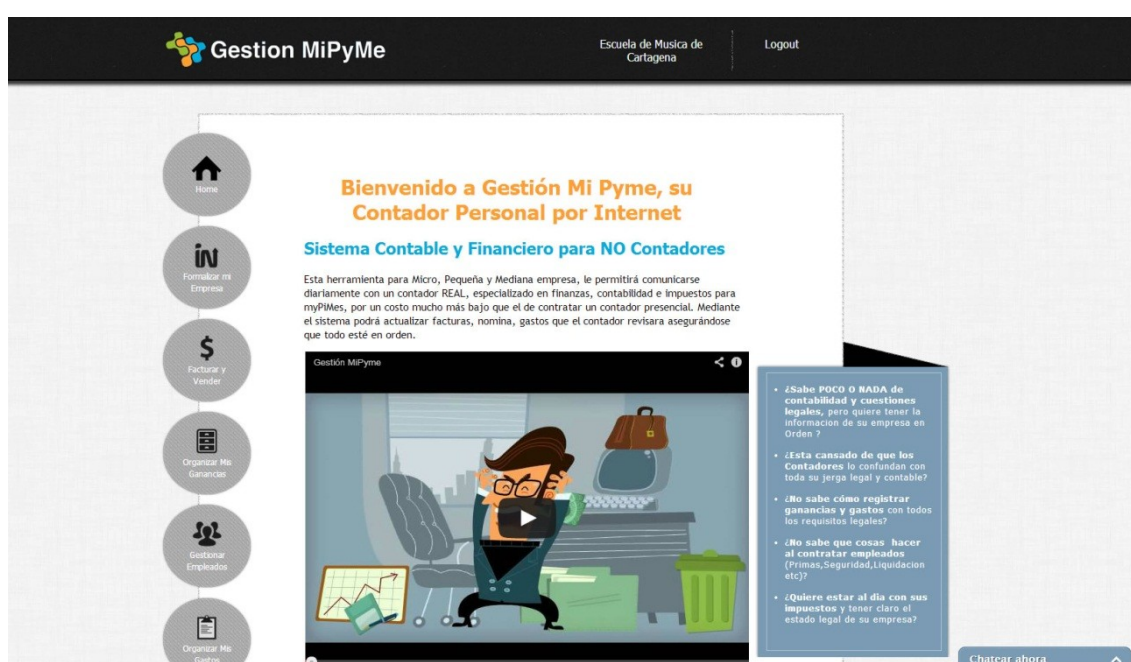 Gestion MiPyMe
Escuela de Musica de
Cartagena
Logout
Home
Formalizar mi
Empresa
Facturar y
Vender
Organizar Mis
Ganancias
Gestionar
Empleados
Organizar Mis
Gastos
Bienvenido a Gestión Mi Pyme, su
Contador Personal por Internet
Sistema Contable y Financiero para NO Contadores
Esta herramienta para Micro, Pequeña y Mediana empresa, le permitirá comunicarse
diariamente con un contador REAL, especializado en finanzas, contabilidad e impuestos para
myPiMes, por un costo mucho más bajo que el de contratar un contador presencial. Mediante
el sistema podrá actualizar facturas, nomina, gastos que el contador revisara asegurándose
que todo esté en orden.
Gestión MiPyme
• ¿Sabe POCO O NADA de
contabilidad y cuestiones
legales, pero quiere tener la
informacion de su empresa en
Orden ?
• ¿Esta cansado de que los
Contadores lo confundan con
toda su jerga legal y contable?
• ¿No sabe cómo registrar
ganancias y gastos con todos
los requisitos legales?
• ¿No sabe que cosas hacer
al contratar empleados
(Primas,Seguridad,Liquidacion
etc)?
• ¿Quiere estar al dìa con sus
impuestos y tener claro el
estado legal de su empresa?
Chatear ahora